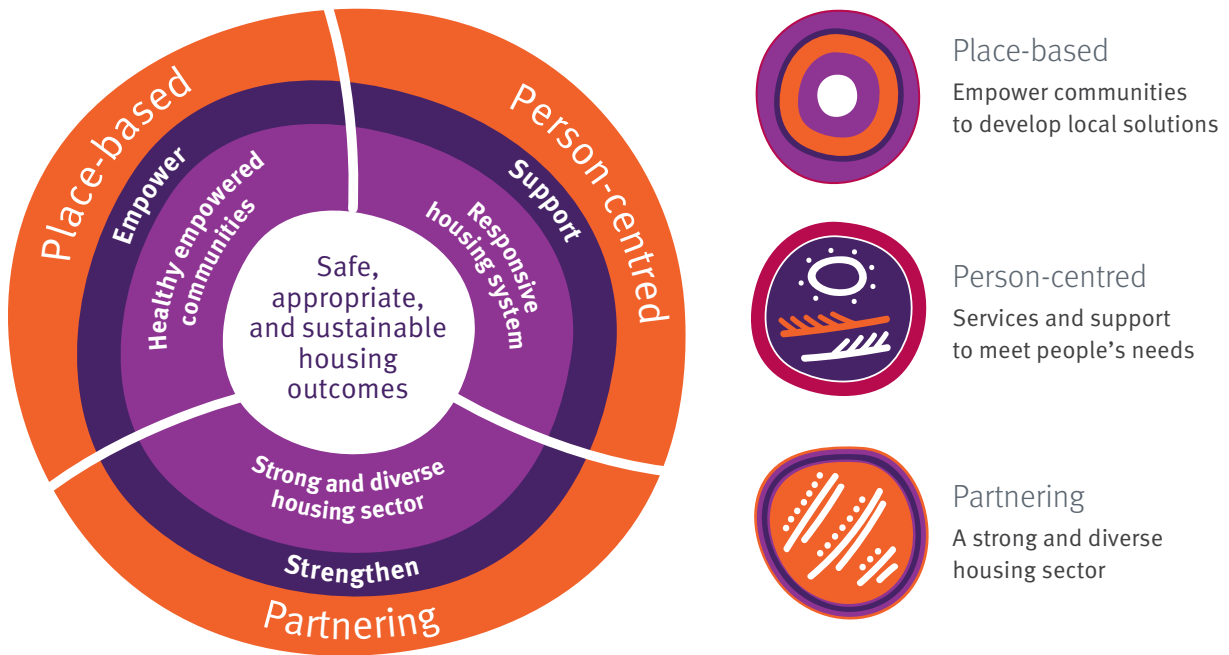 Place-based
Empower
Healthy empowered
communities
Person-centred
Support
Responsive
housing system
Safe,
appropriate,
and sustainable
housing
outcomes
Strong and diverse
housing sector
Strengthen
Partnering
Place-based
Empower communities
to develop local solutions
Person-centred
Services and support
to meet people’s needs
Partnering
A strong and diverse
housing sector